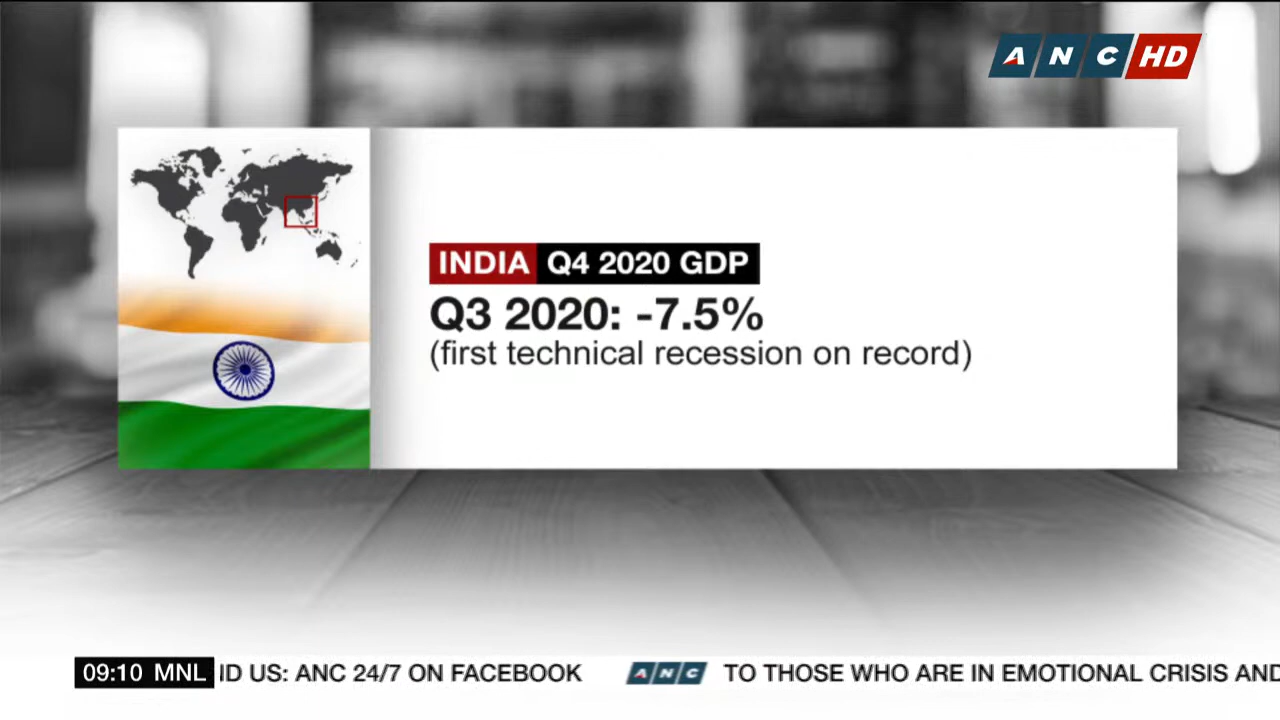 ANC HD
INDIA Q4 2020 GDP
Q3 2020: -7.5%
(first technical recession on record)
09:10 MNL US: ANC 24/7 ON FACEBOOK ANC TO THOSE WHO ARE IN EMOTIONAL CRISIS AND